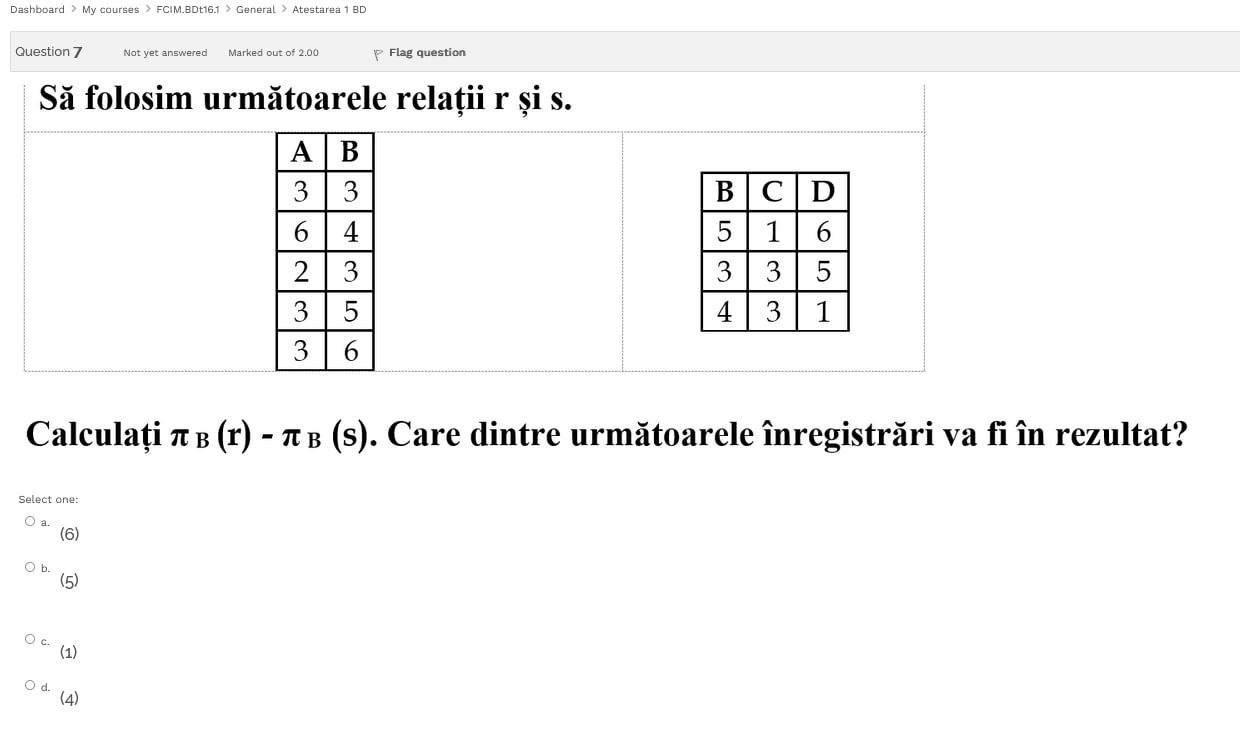 Dashboard > My courses > FCIM.BDt16.1 > General > Atestarea 1 BD
Question 7 Not yet answered Marked out of 2.00 Flag question
Să folosim următoarele relații r și s.
A B
3 3
6 4
2 3
3 5
3 6
B C D
5 1 6
3 3 5
4 3 1
Calculați π B (r) - π B (s). Care dintre următoarele înregistrări va fi în rezultat?
Select one:
a. (6)
b. (5)
c. (1)
d. (4)